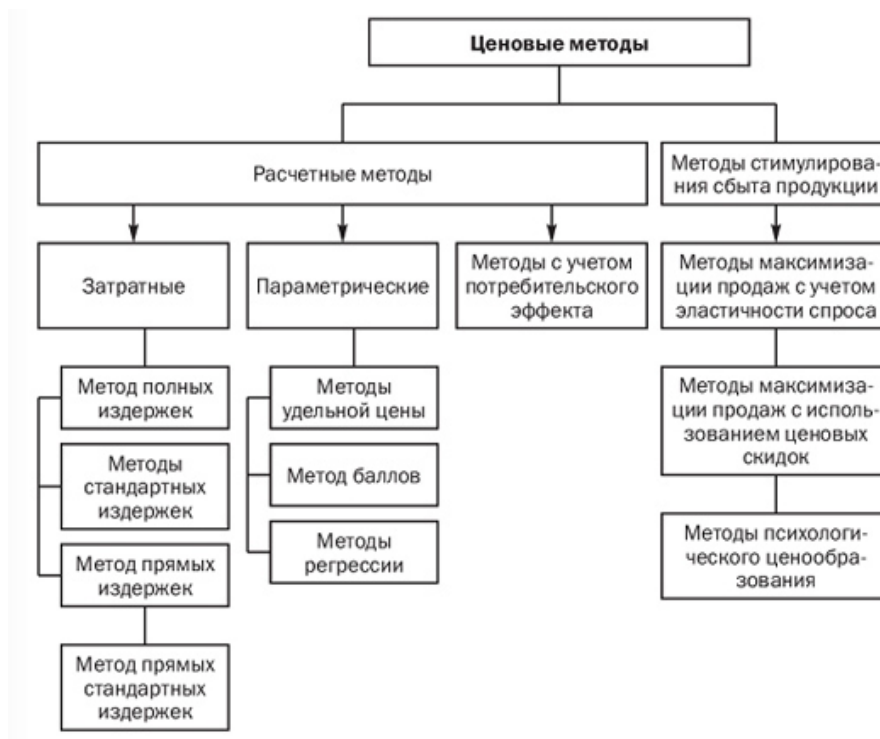 Ценовые методы
Расчетные методы
Методы стимулирова-
ния сбыта продукции
Затратные
Параметрические
Методы с учетом
потребительского
эффекта
Методы максимиза-
ции продаж с учетом
эластичности спроса
Метод полных
издержек
Методы
стандартных
издержек
Метод прямых
издержек
Метод прямых
стандартных
издержек
Методы
удельной цены
Метод баллов
Методы
регрессии
Методы максимиза-
ции продаж с исполь-
зованием ценовых
скидок
Методы психологи-
ческого ценообра-
зования